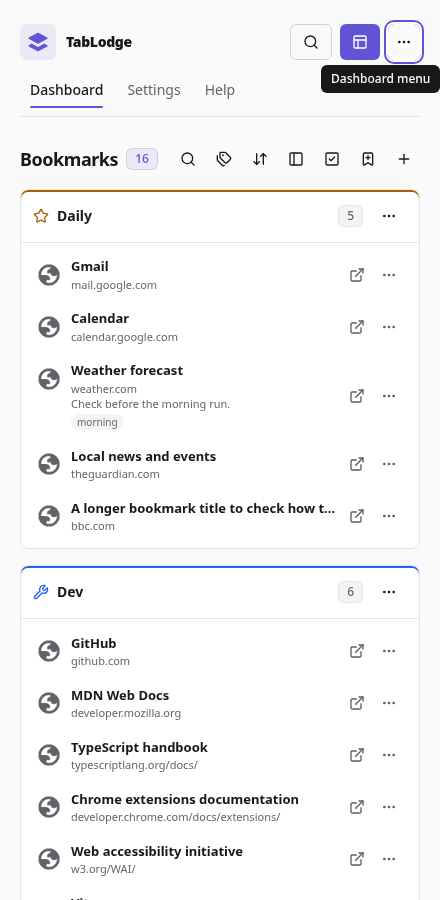 TabLodge
Dashboard menu
Dashboard
Settings
Help
Bookmarks
16
Daily
5
Gmail
mail.google.com
Calendar
calendar.google.com
Weather forecast
weather.com
Check before the morning run.
morning
Local news and events
theguardian.com
A longer bookmark title to check how t...
bbc.com
Dev
6
GitHub
github.com
MDN Web Docs
developer.mozilla.org
TypeScript handbook
typescriptlang.org/docs/
Chrome extensions documentation
developer.chrome.com/docs/extensions/
Web accessibility initiative
w3.org/WAI/